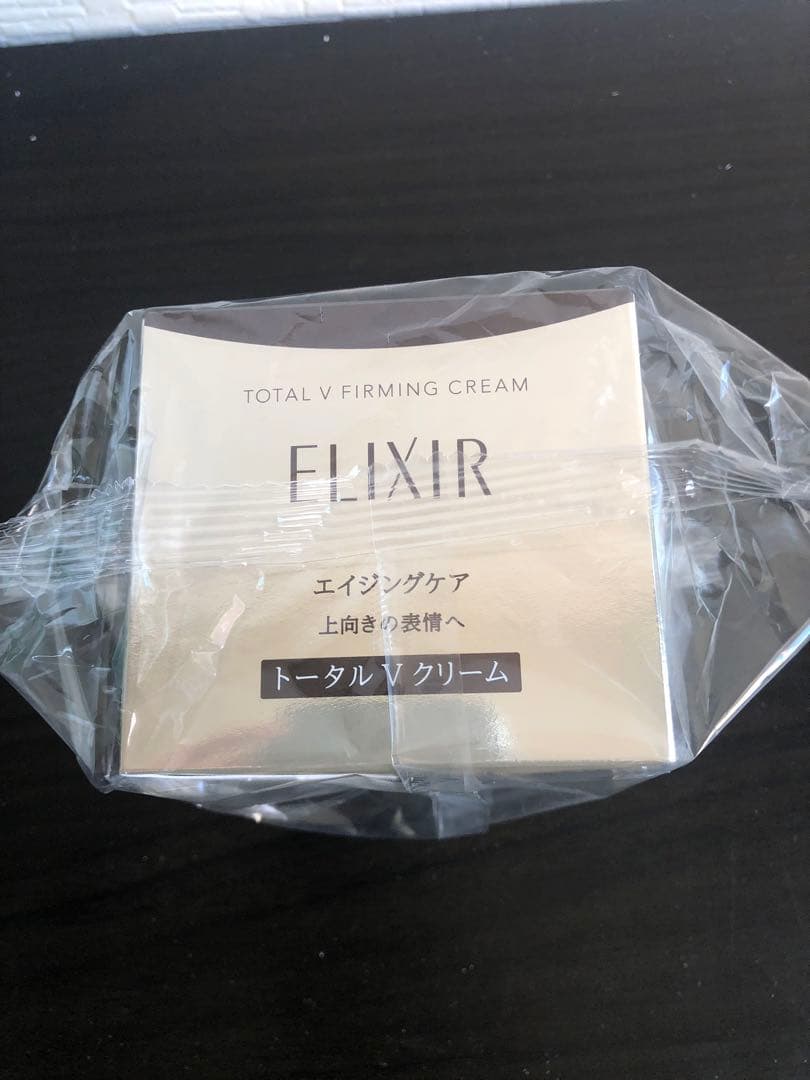 TOTAL V FIRMING CREAM
ELIXIR
エイジングケア
上向きの表情へ
トータル V クリーム